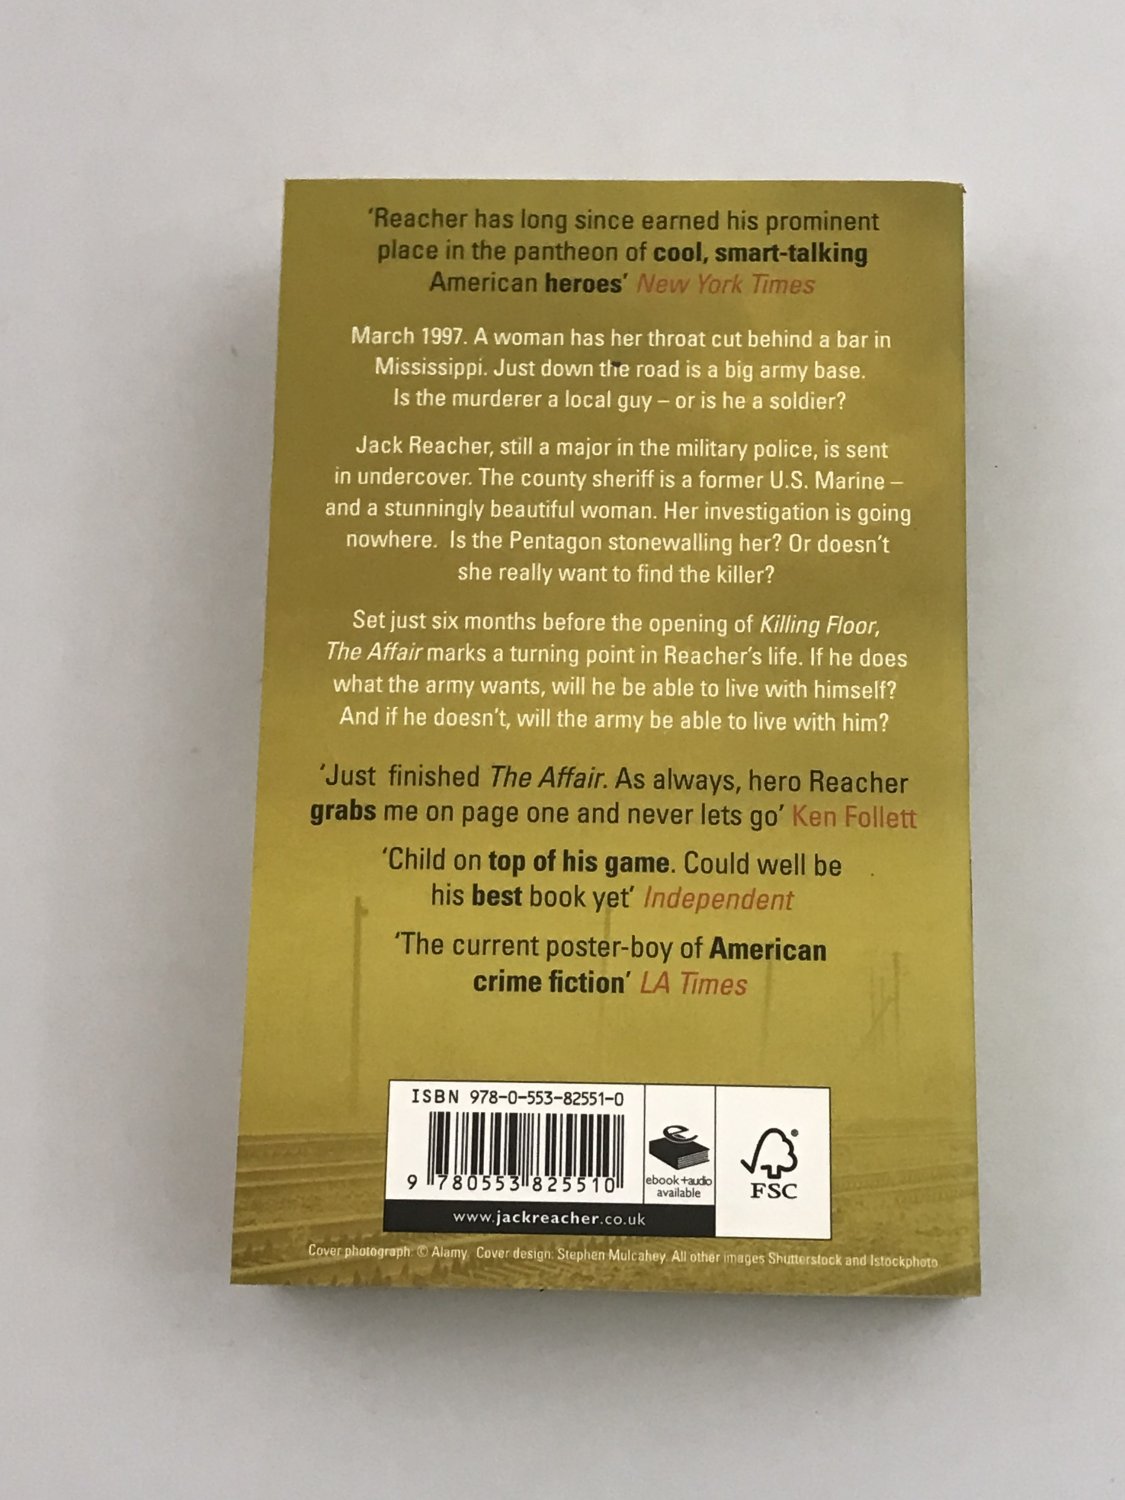 ‘Reacher has long since earned his prominent
place in the pantheon of cool, smart-talking
American heroes’ New York Times
March 1997. A woman has her throat cut behind a bar in
Mississippi. Just down the road is a big army base.
Is the murderer a local guy – or is he a soldier?
Jack Reacher, still a major in the military police, is sent
in undercover. The county sheriff is a former U.S. Marine –
and a stunningly beautiful woman. Her investigation is going
nowhere. Is the Pentagon stonewalling her? Or doesn’t
she really want to find the killer?
Set just six months before the opening of Killing Floor,
The Affair marks a turning point in Reacher’s life. If he does
what the army wants, will he be able to live with himself?
And if he doesn’t, will the army be able to live with him?
‘Just finished The Affair. As always, hero Reacher
grabs me on page one and never lets go’ Ken Follett
‘Child on top of his game. Could well be
his best book yet’ Independent
‘The current poster-boy of American
crime fiction’ LA Times
ISBN 978-0-553-82551-0
9 780553 825510
e
ebook+audio
available
FSC
www.jackreacher.co.uk
Cover photograph: © Alamy. Cover design: Stephen Mulcahey. All other images Shutterstock and Istockphoto